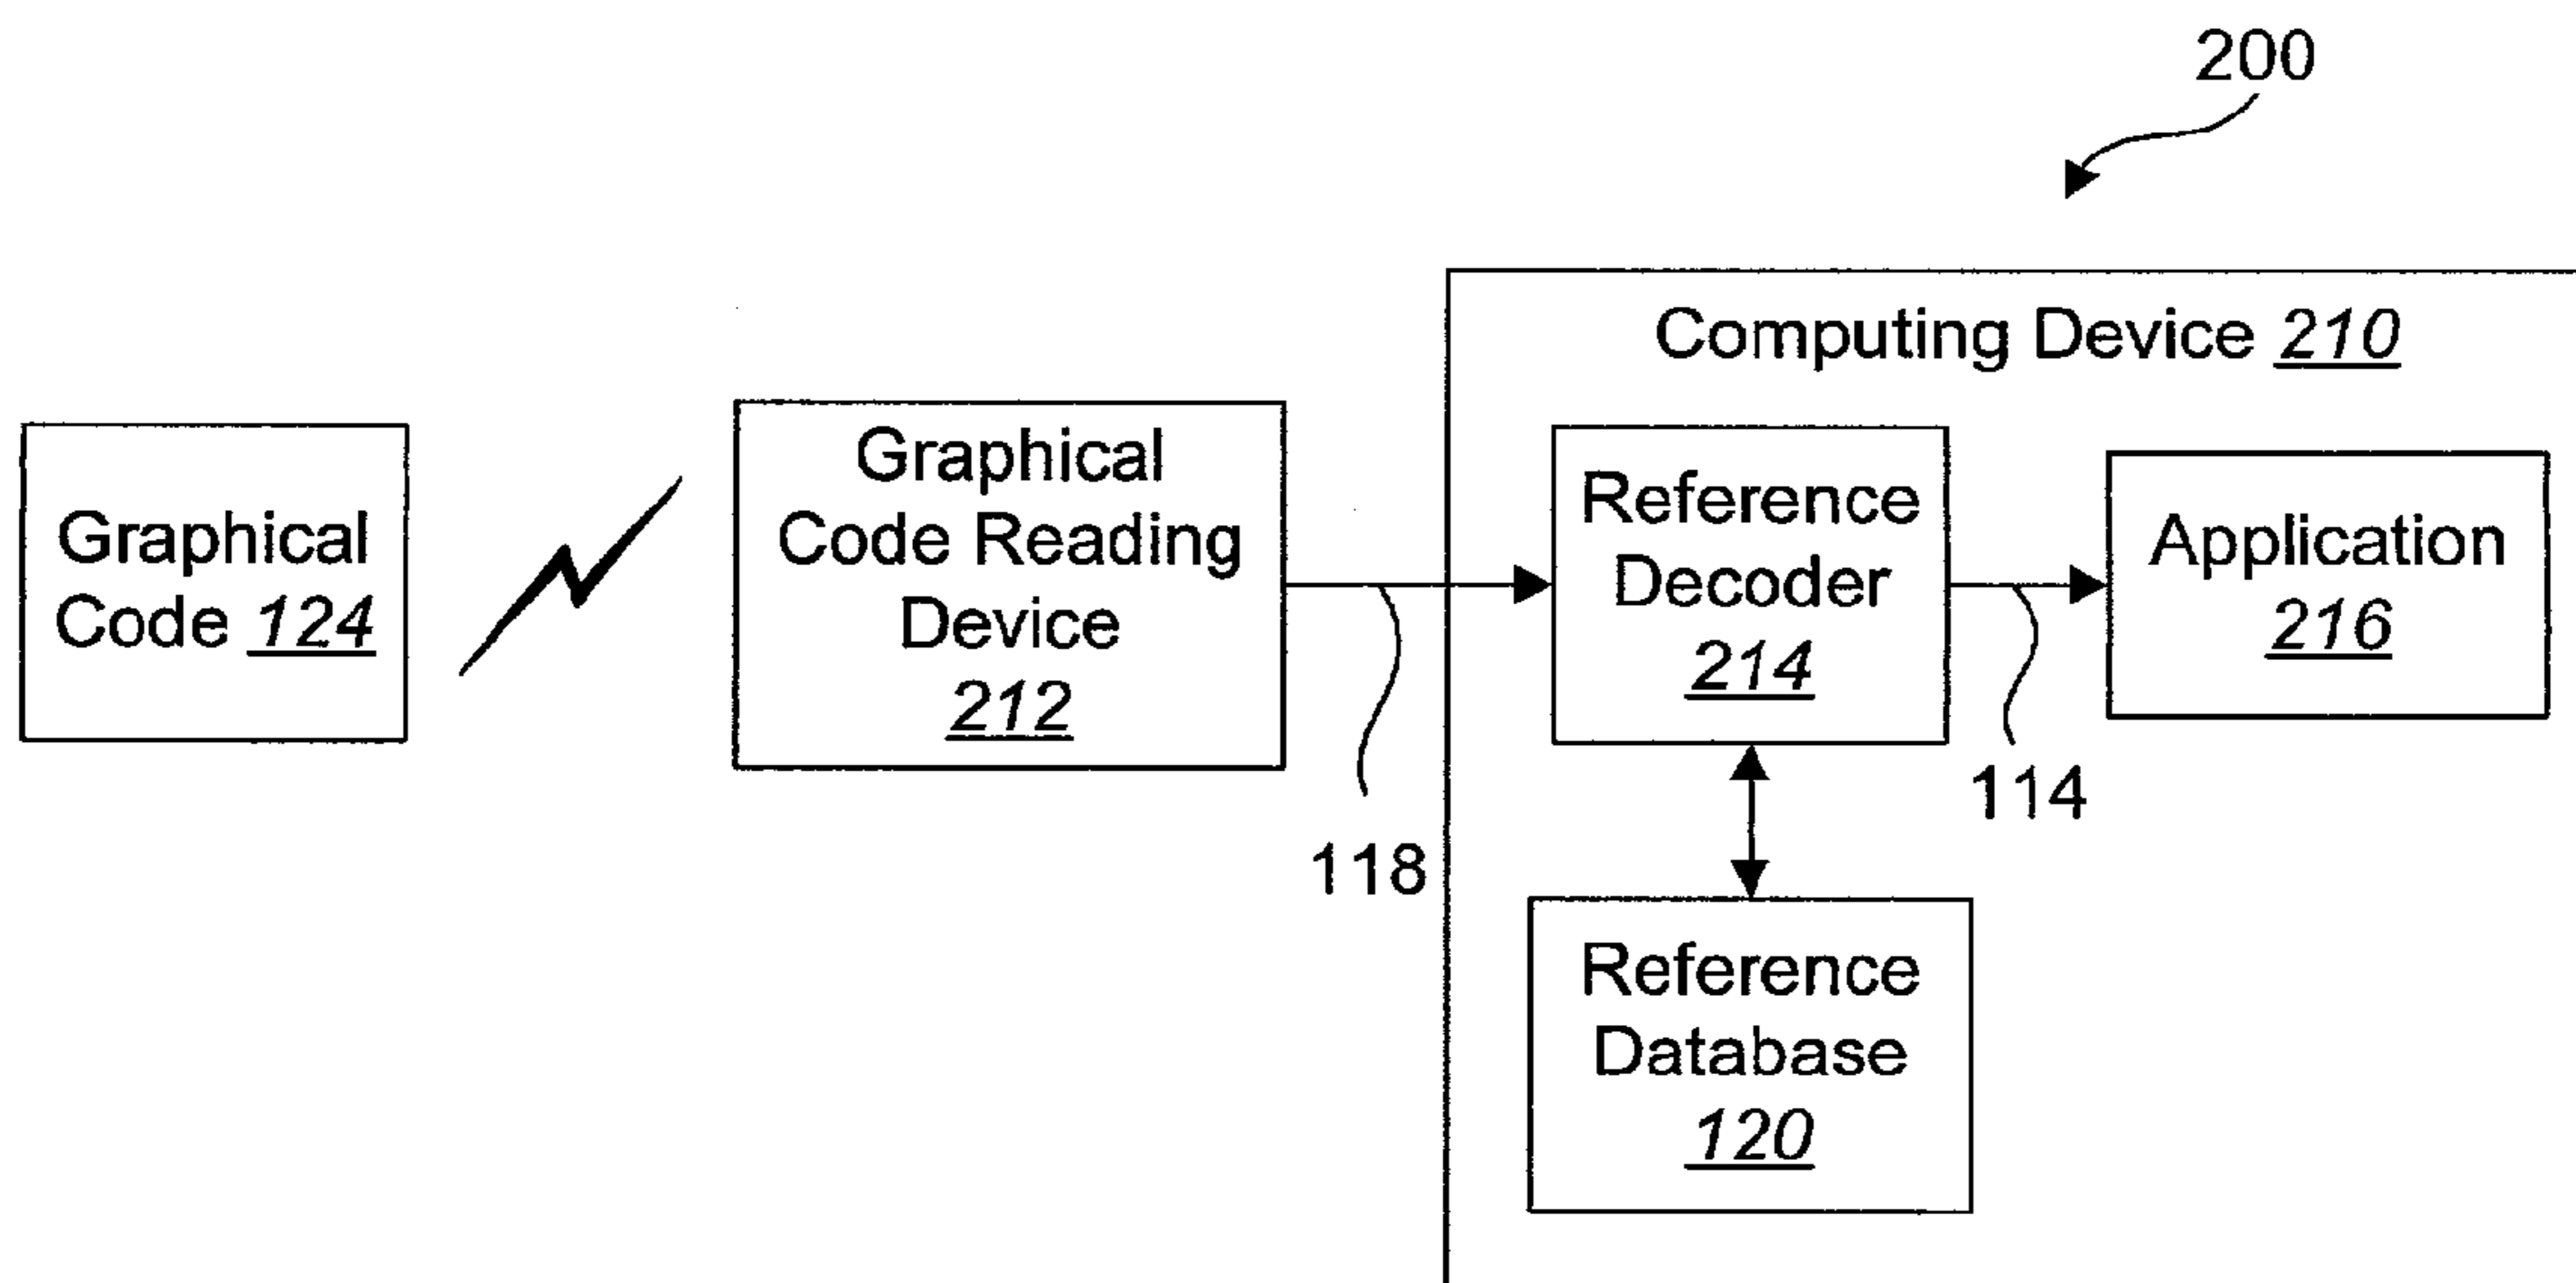 200
Computing Device 210
Graphical
Code 124
Graphical
Code Reading
Device
212
118
Reference
Decoder
214
114
Application
216
Reference
Database
120